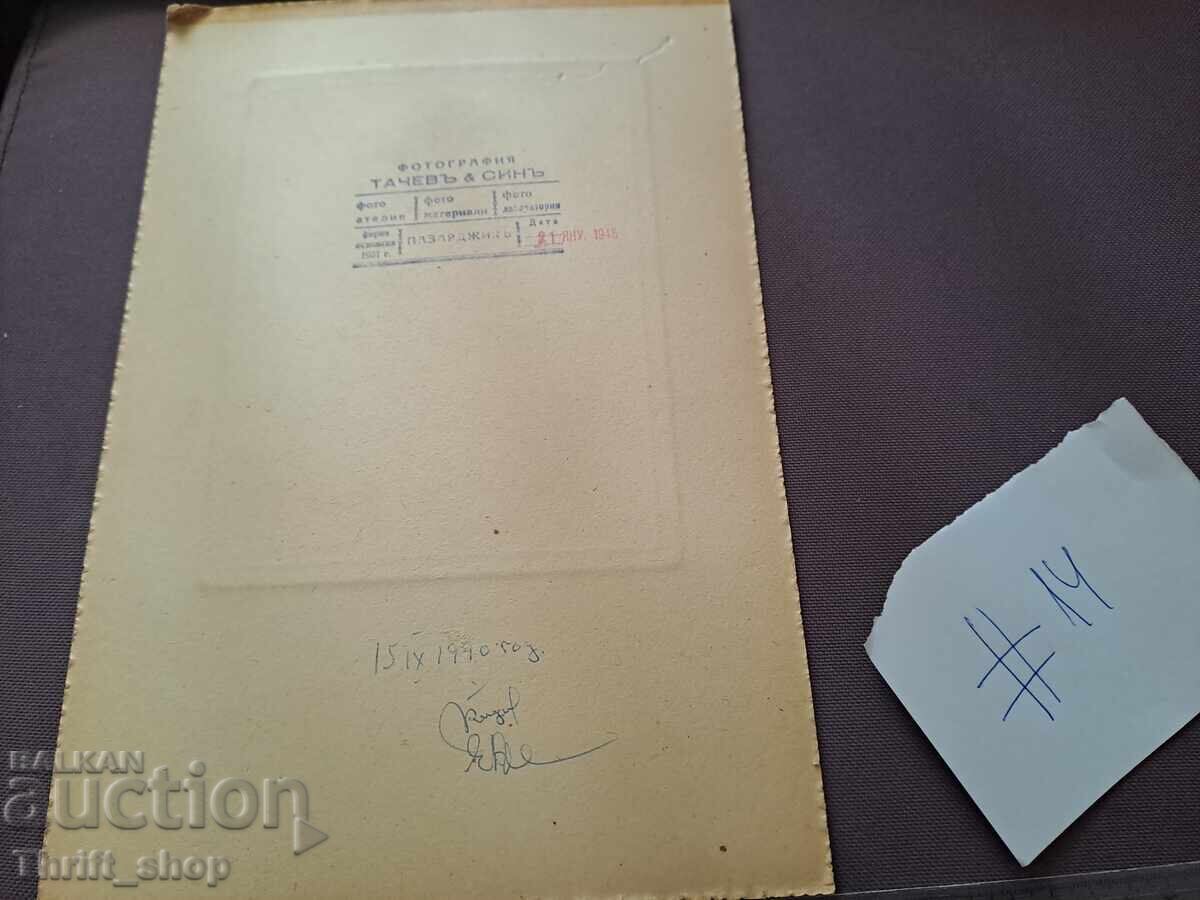 ФОТОГРАФИЯ
ТАЧЕВЪ & СИНЪ
фото ателие фото материали фото лаборатория
фирма основана 1907 г. ПАЗАРДЖИКЪ Дата 21 ЯНУ. 1945
15 IX 1940 год.
#14
BALKAN
auction
Thrift_shop